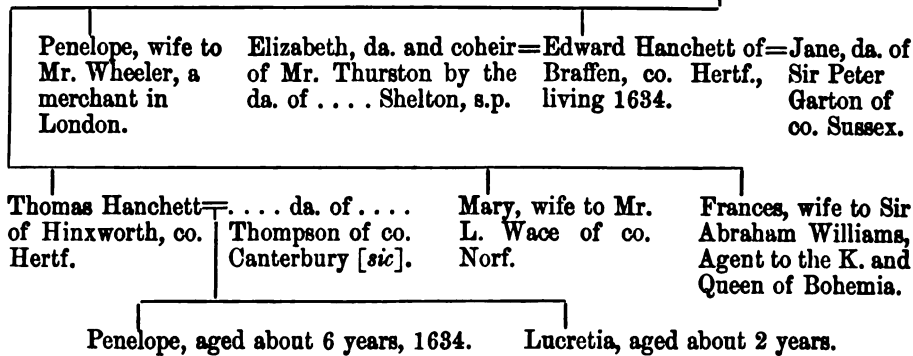 Penelope, wife to
Mr. Wheeler, a
merchant in
London.
Elizabeth, da. and coheir=Edward Hanchett of=Jane, da. of
of Mr. Thurston by the
da. of .... Shelton, s.p.
Braffen, co. Hertf.,
living 1634.
Sir Peter
Garton of
co. Sussex.
Thomas Hanchett=.... da. of ....
of Hinxworth, co.
Hertf.
Thompson of co.
Canterbury [sic].
Mary, wife to Mr.
L. Wace of co.
Norf.
Frances, wife to Sir
Abraham Williams,
Agent to the K. and
Queen of Bohemia.
Penelope, aged about 6 years, 1634.
Lucretia, aged about 2 years.